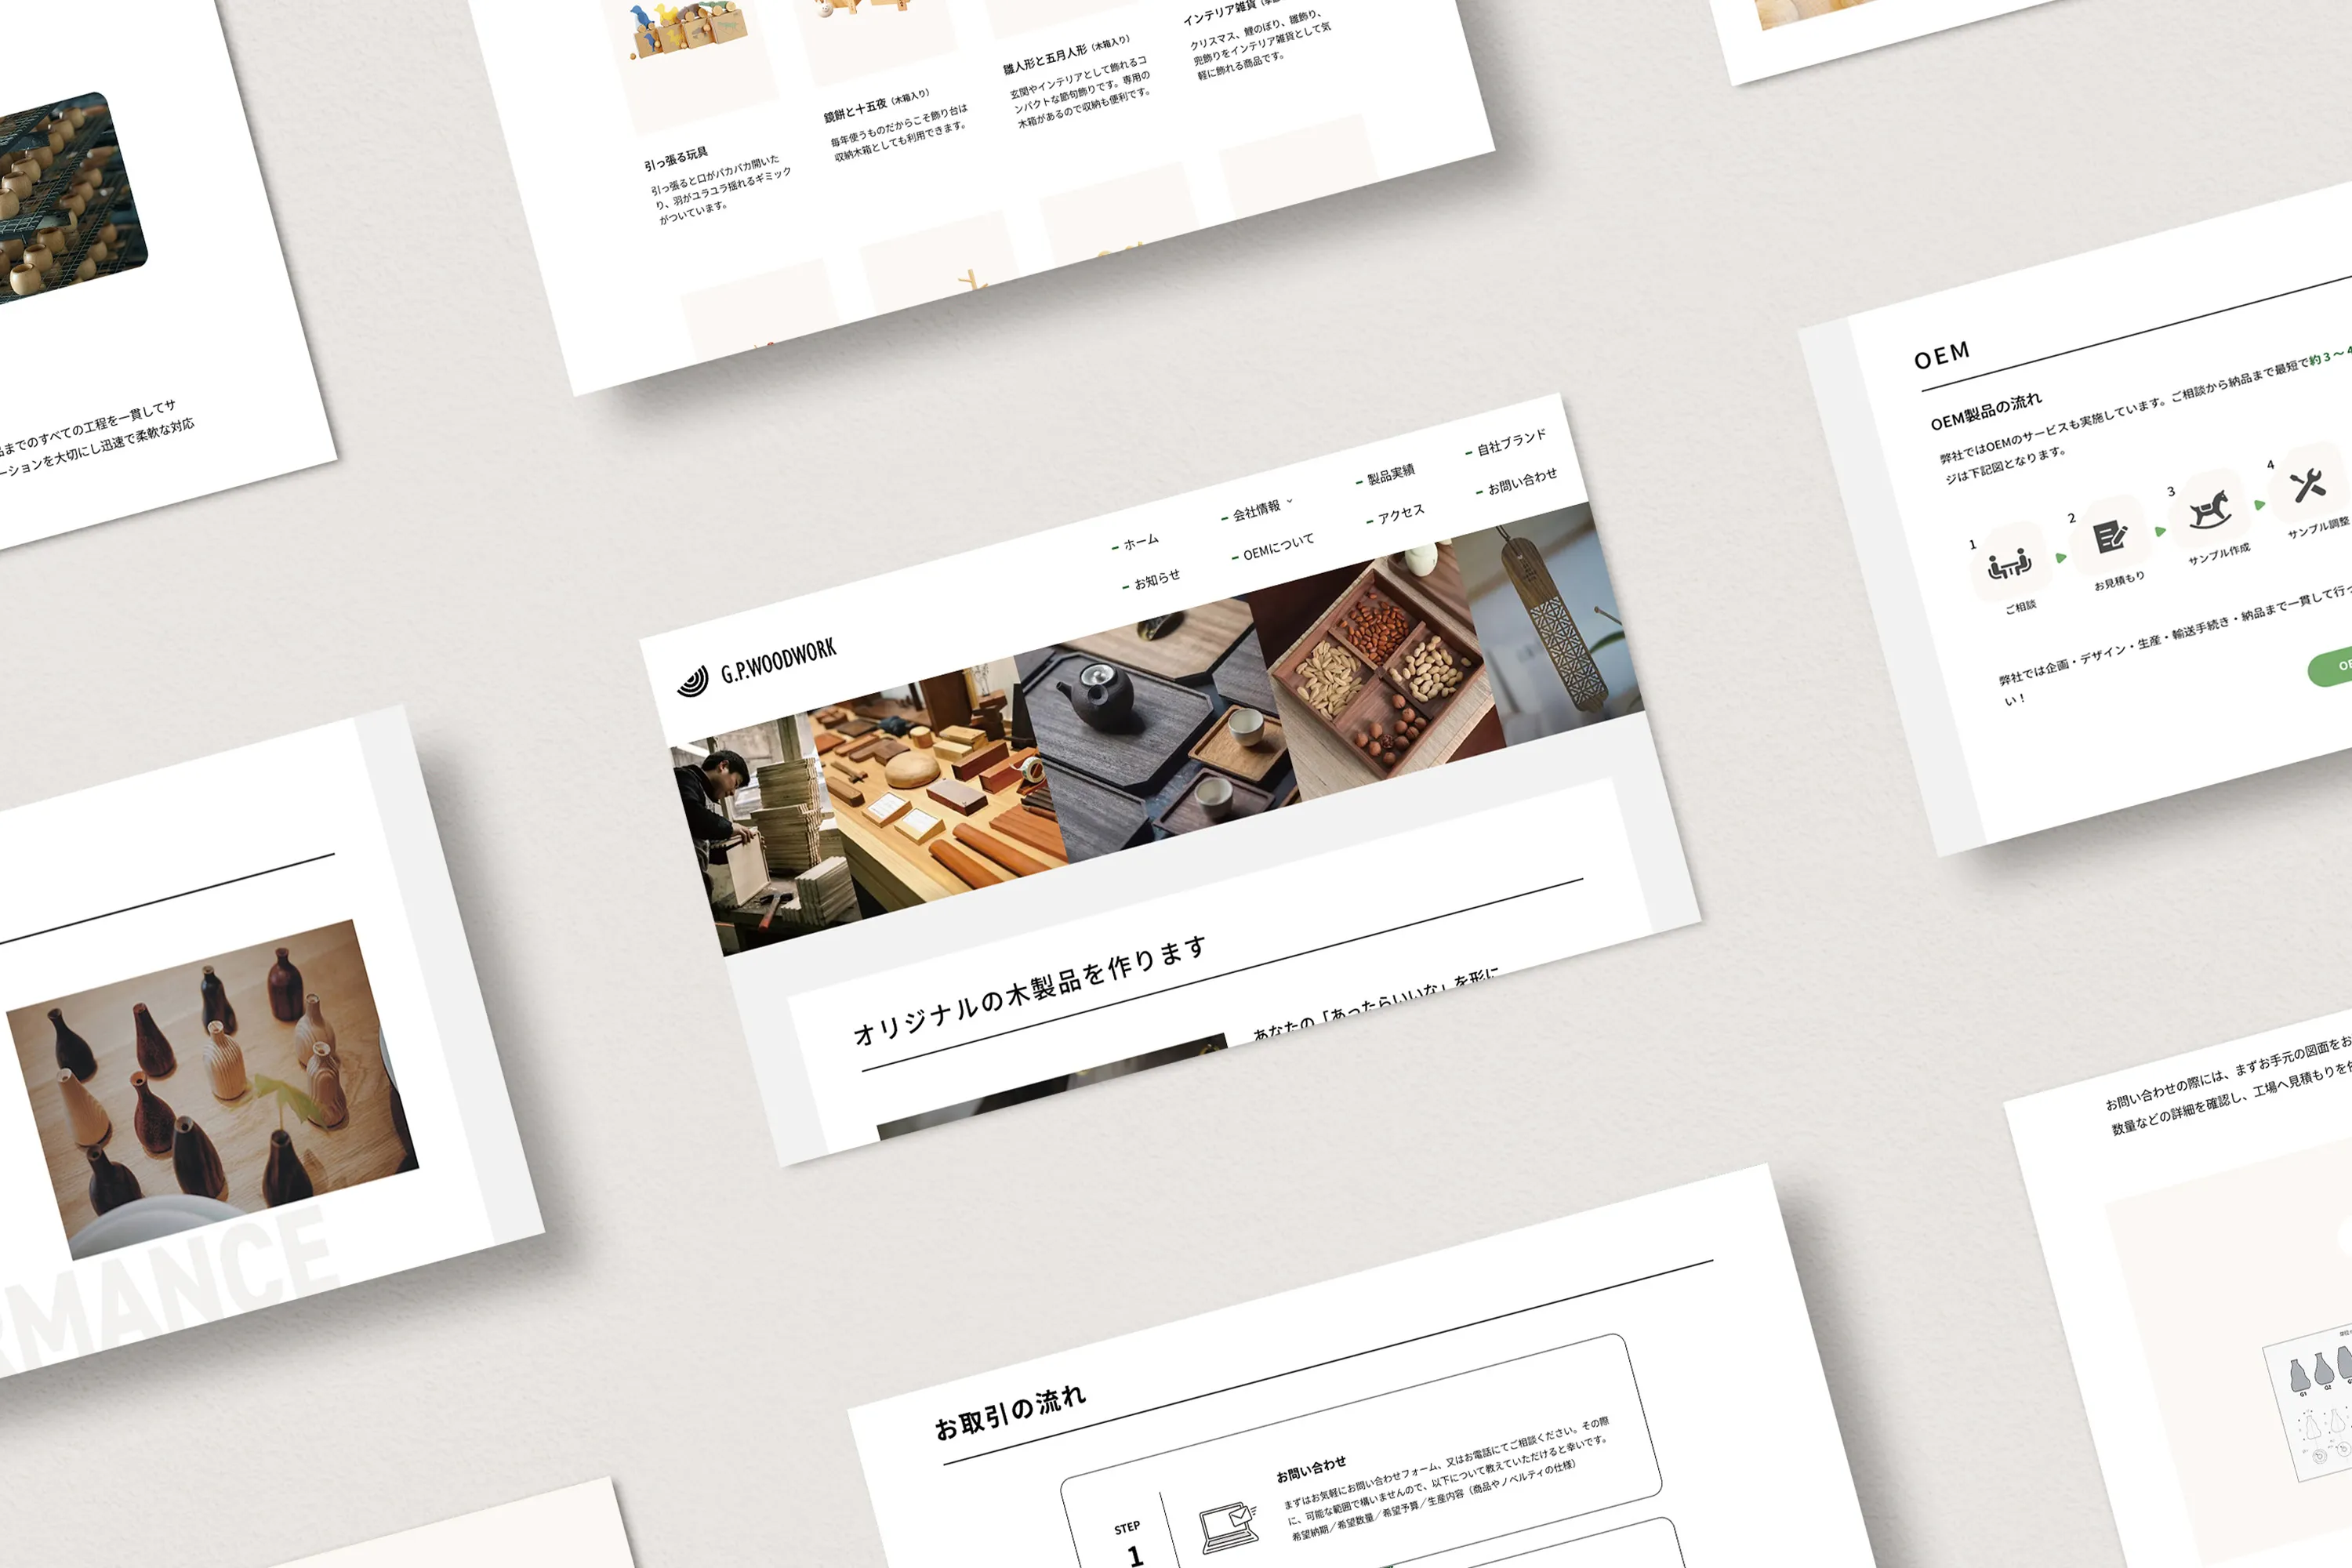 引っ張る玩具
引っ張ると口がパカパカ開いた
り、羽がユラユラ揺れるギミック
がついています。
鏡餅と十五夜（木箱入り）
毎年使うものだからこそ飾り台は
収納木箱としても利用できます。
雛人形と五月人形（木箱入り）
玄関やインテリアとして飾れるコ
ンパクトな節句飾りです。専用の
木箱があるので収納も便利です。
インテリア雑貨
クリスマス、鯉のぼり、雛飾り、
兜飾りをインテリア雑貨として気
軽に飾れる商品です。
品までのすべての工程を一貫してサ
ーションを大切にし迅速で柔軟な対応
OEM
OEM製品の流れ
弊社ではOEMのサービスも実施しています。ご相談から納品まで最短で約３～４
ジは下記図となります。
1
ご相談
2
お見積もり
3
サンプル作成
4
サンプル調整
弊社では企画・デザイン・生産・輸送手続き・納品まで一貫して行っ
い！
G.P.WOODWORK
ホーム
会社情報
製品実績
自社ブランド
お知らせ
OEMについて
アクセス
お問い合わせ
オリジナルの木製品を作ります
あなたの「あったらいいな」を形に
RMANCE
お問い合わせの際には、まずお手元の図面をお
数量などの詳細を確認し、工場へ見積もりを依
G1
G2
お取引の流れ
STEP
1
お問い合わせ
まずはお気軽にお問い合わせフォーム、又はお電話にてご相談ください。その際
に、可能な範囲で構いませんので、以下について教えていただけると幸いです。
希望納期／希望数量／希望予算／生産内容（商品やノベルティの仕様）